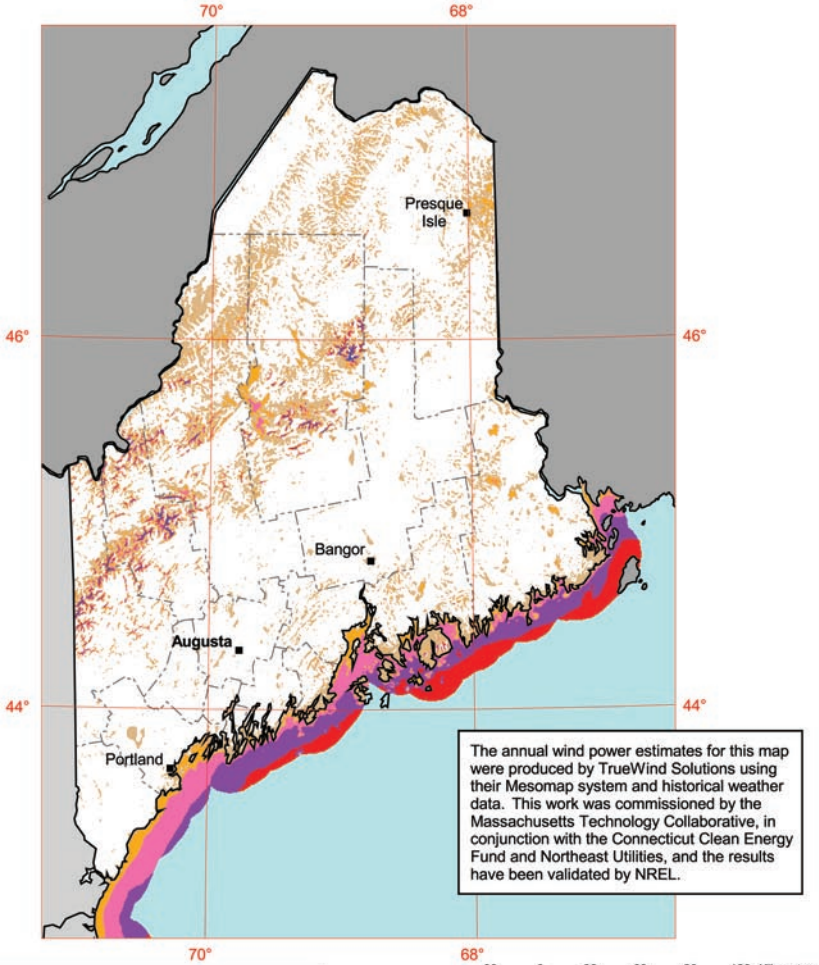 70°
68°
Presque
Isle
46°
46°
Bangor
Augusta
44°
44°
Portland
The annual wind power estimates for this map
were produced by TrueWind Solutions using
their Mesomap system and historical weather
data. This work was commissioned by the
Massachusetts Technology Collaborative, in
conjunction with the Connecticut Clean Energy
Fund and Northeast Utilities, and the results
have been validated by NREL.
70°
68°